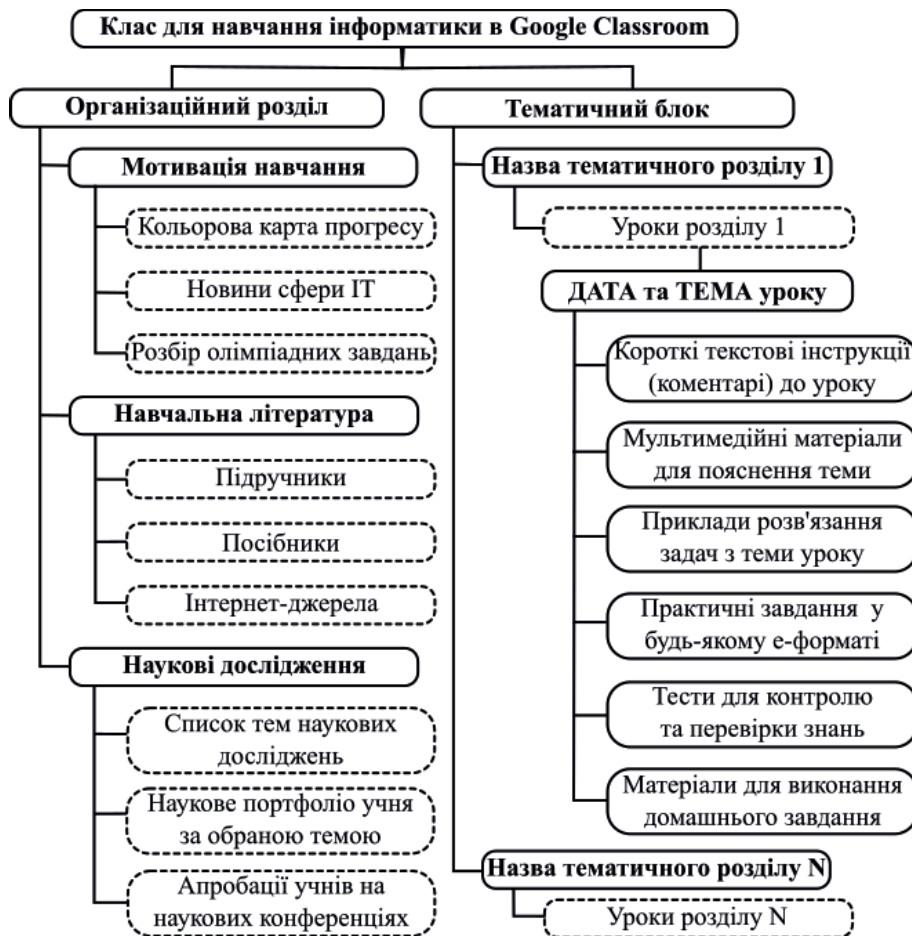 Клас для навчання інформатики в Google Classroom
Організаційний розділ
Мотивація навчання
Кольорова карта прогресу
Новини сфери ІТ
Розбір олімпіадних завдань
Навчальна література
Підручники
Посібники
Інтернет-джерела
Наукові дослідження
Список тем наукових
досліджень
Наукове портфоліо учня
за обраною темою
Апробації учнів на
наукових конференціях
Тематичний блок
Назва тематичного розділу 1
Уроки розділу 1
ДАТА та ТЕМА уроку
Короткі текстові інструкції
(коментарі) до уроку
Мультимедійні матеріали
для пояснення теми
Приклади розв'язання
задач з теми уроку
Практичні завдання у
будь-якому е-форматі
Тести для контролю
та перевірки знань
Матеріали для виконання
домашнього завдання
Назва тематичного розділу N
Уроки розділу N